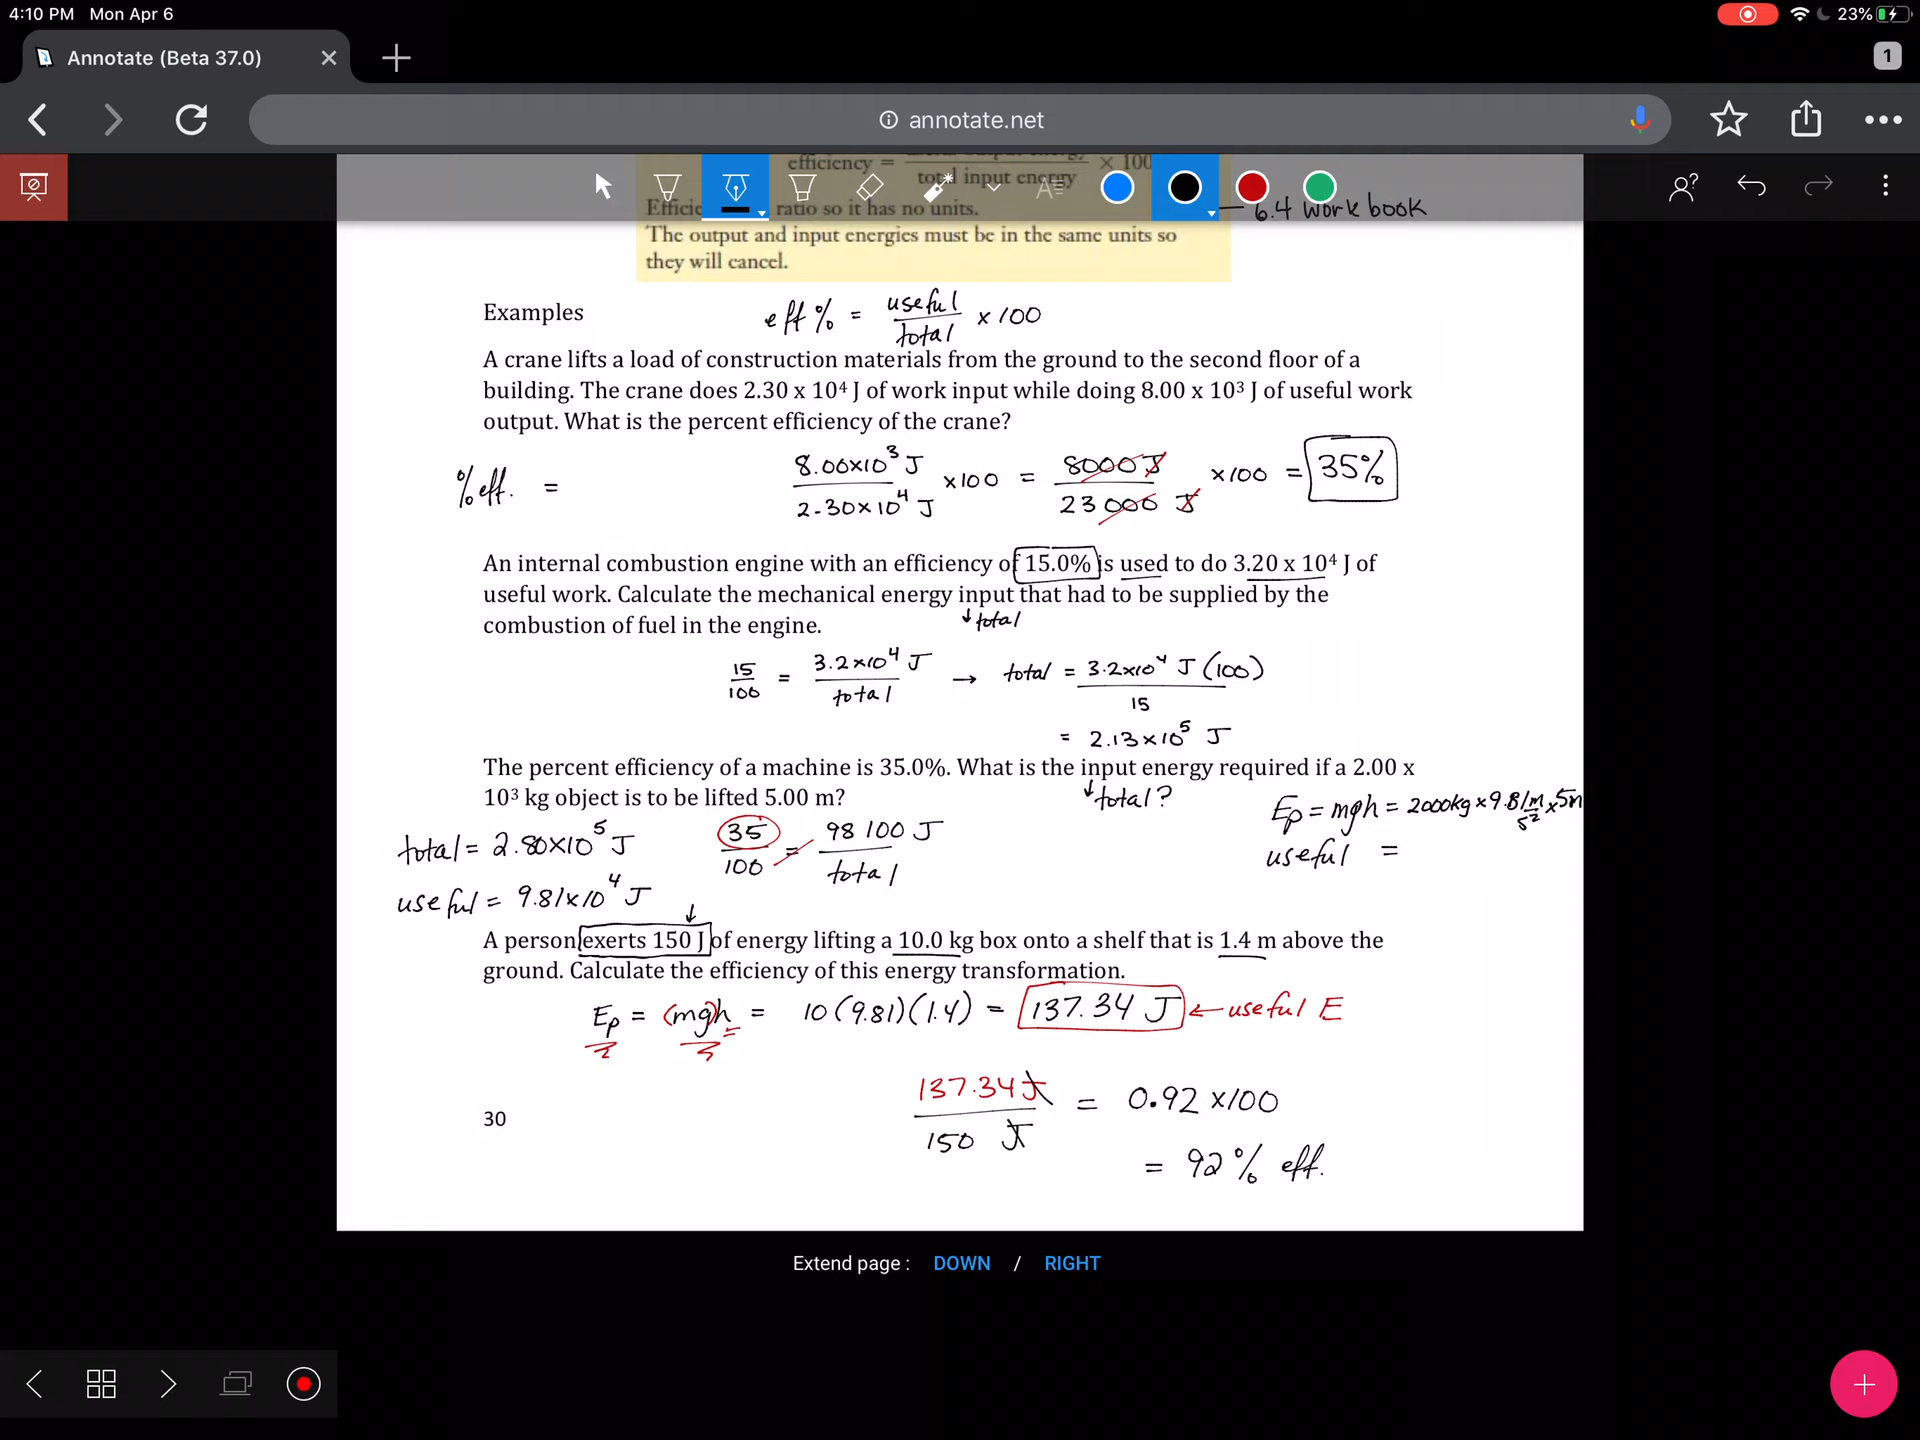 4:10 PM Mon Apr 6
23%
Annotate (Beta 37.0)
1
annotate.net
efficiency = total input energy × 100
6.4 work book
ratio so it has no units.
The output and input energies must be in the same units so
they will cancel.
Examples
eff % = useful / total × 100
A crane lifts a load of construction materials from the ground to the second floor of a
building. The crane does 2.30 x 10⁴ J of work input while doing 8.00 x 10³ J of useful work
output. What is the percent efficiency of the crane?
% eff. = 8.00×10³ J / 2.30×10⁴ J ×100 = 8000 J / 23000 J ×100 = 35%
An internal combustion engine with an efficiency of 15.0% is used to do 3.20 x 10⁴ J of
useful work. Calculate the mechanical energy input that had to be supplied by the
↓total
combustion of fuel in the engine.
15/100 = 3.2×10⁴ J / total → total = 3.2×10⁴ J (100) / 15
= 2.13×10⁵ J
The percent efficiency of a machine is 35.0%. What is the input energy required if a 2.00 x
10³ kg object is to be lifted 5.00 m?
↓total?
Ep = mgh = 2000kg × 9.81 m/s² × 5m
total = 2.80×10⁵ J
35/100 = 98 100 J / total
useful =
useful = 9.81×10⁴ J
↓
A person exerts 150 J of energy lifting a 10.0 kg box onto a shelf that is 1.4 m above the
ground. Calculate the efficiency of this energy transformation.
Ep = (mg)h = 10(9.81)(1.4) = 137.34 J ← useful E
137.34 J / 150 J = 0.92 ×100
30
= 92% eff.
Extend page : DOWN / RIGHT